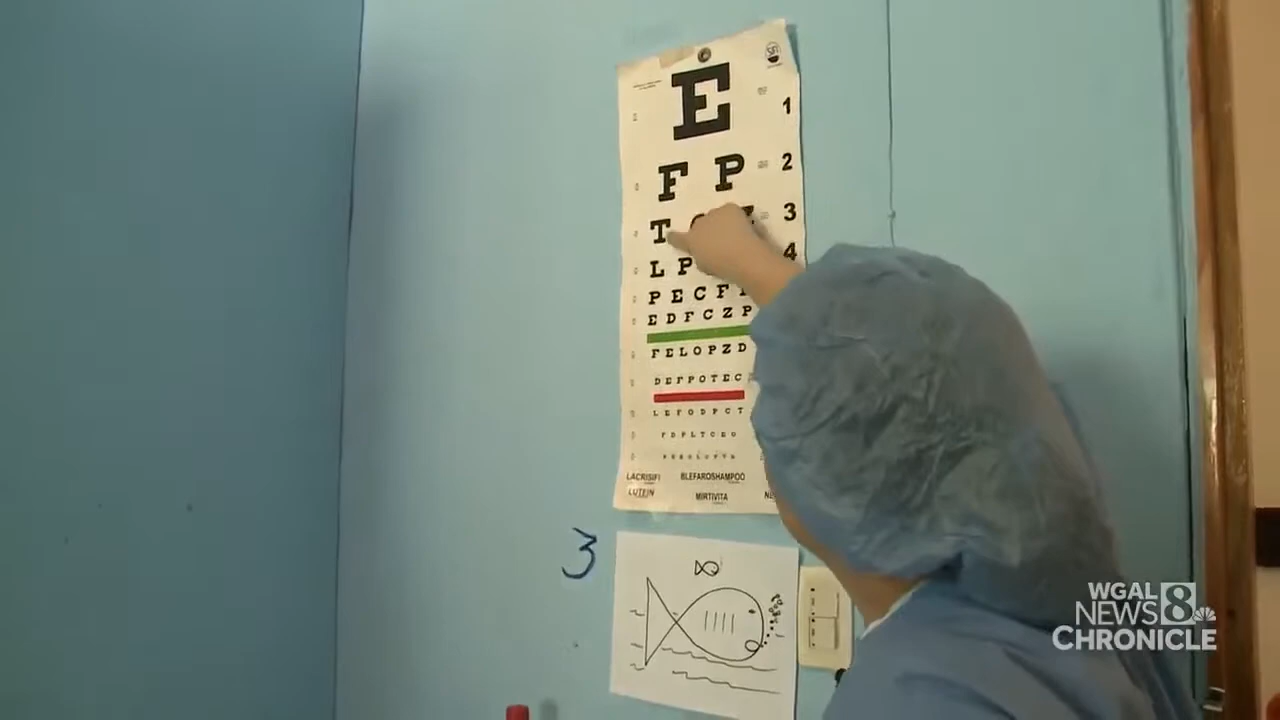 E
1
F P
2
T
3
L P
4
P E C F
E D F C Z P
F E L O P Z D
D E F P O T E C
L E F O D P C T
F D P L T C E O
LACRISIFI BLEFAROSHAMPOO
LUTEIN MIRTIVITA
3
WGAL
NEWS 8
CHRONICLE